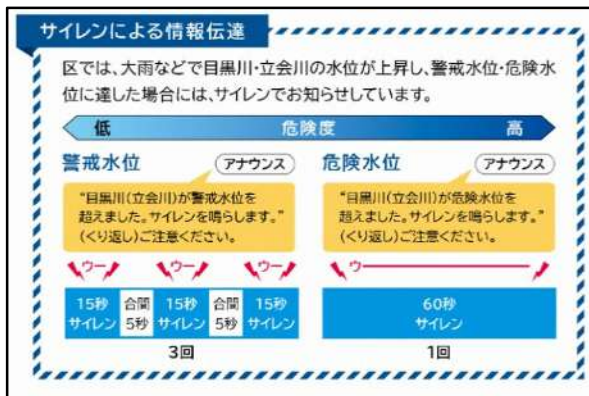 サイレンによる情報伝達
区では、大雨などで目黒川・立会川の水位が上昇し、警戒水位・危険水
位に達した場合には、サイレンでお知らせしています。
低 危険度 高
警戒水位 アナウンス
“目黒川(立会川)が警戒水位を
超えました。サイレンを鳴らします。”
(くり返し)ご注意ください。
ウー ウー ウー
15秒 合間 15秒 合間 15秒
サイレン 5秒 サイレン 5秒 サイレン
3回
危険水位 アナウンス
“目黒川(立会川)が危険水位を
超えました。サイレンを鳴らします。”
(くり返し)ご注意ください。
ウー
60秒
サイレン
1回